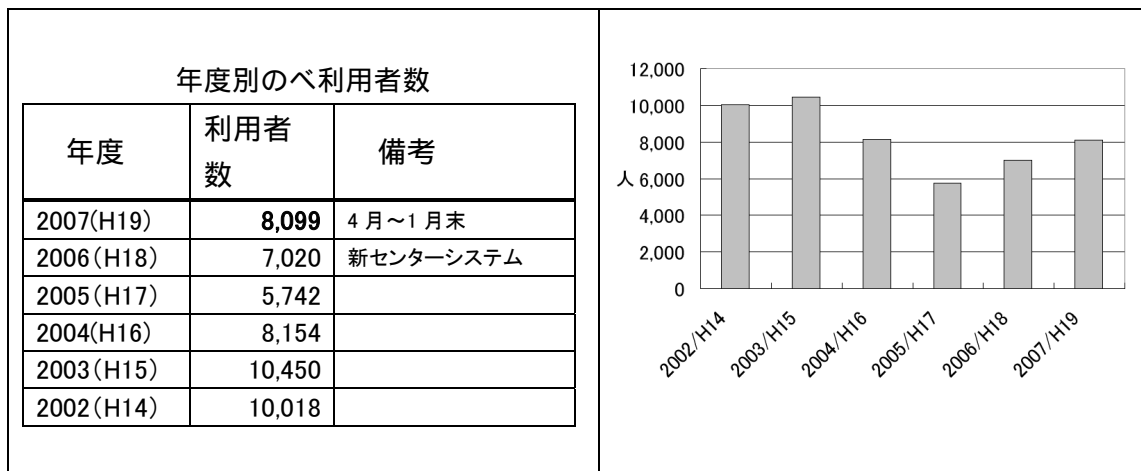 年度別のべ利用者数
年度 利用者数 備考
2007(H19) 8,099 4月～1月末
2006(H18) 7,020 新センターシステム
2005(H17) 5,742
2004(H16) 8,154
2003(H15) 10,450
2002(H14) 10,018
12,000
10,000
8,000
人 6,000
4,000
2,000
0
2002/H14 2003/H15 2004/H16 2005/H17 2006/H18 2007/H19